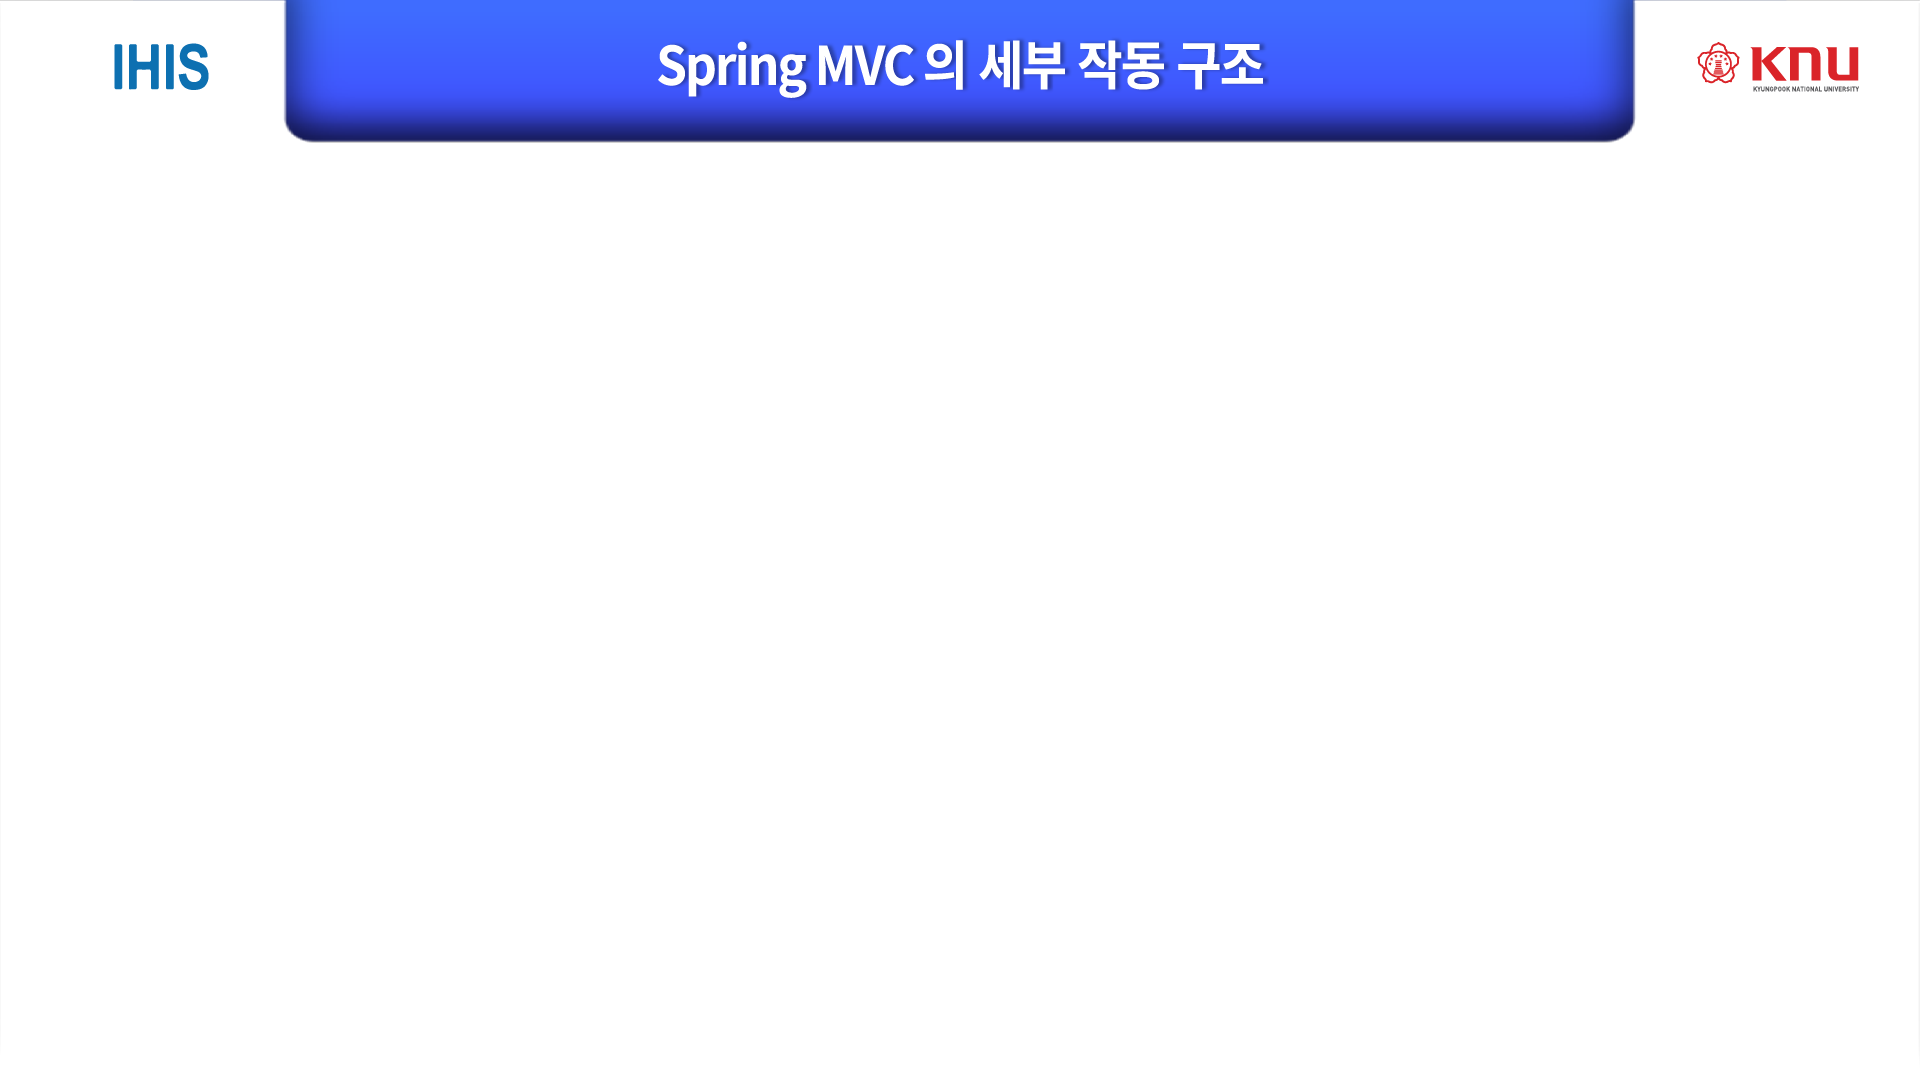 IHIS
Spring MVC 의 세부 작동 구조
KNU
KYUNGPOOK NATIONAL UNIVERSITY